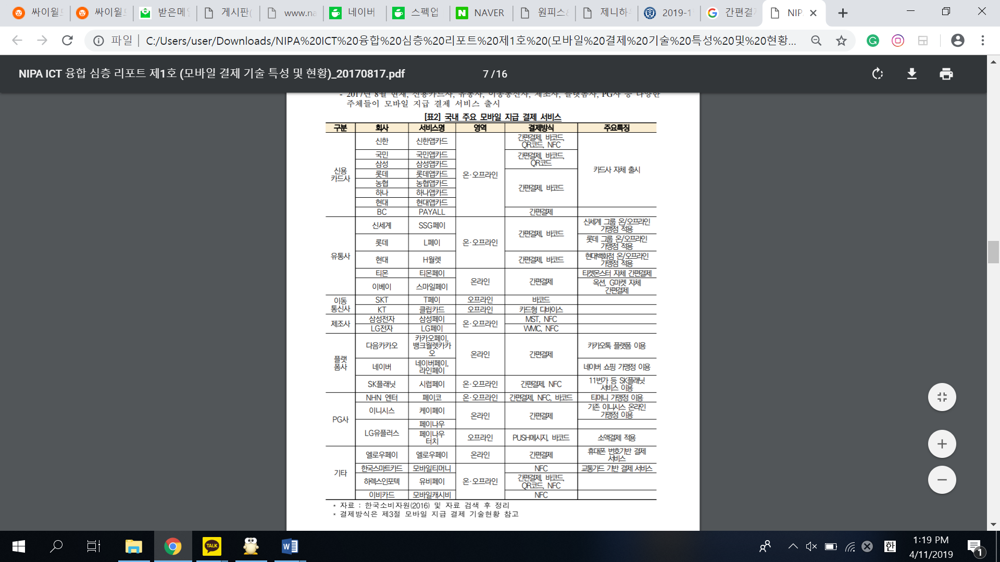 싸이월드
싸이월드
받은메일
게시판(
www.na
네이버
스펙업
NAVER
원피스&
제니하우
2019-1
간편결제
NIP
파일
C:/Users/user/Downloads/NIPA%20ICT%20융합%20심층%20리포트%20제1호%20(모바일%20결제%20기술%20특성%20및%20현황...
NIPA ICT 융합 심층 리포트 제1호 (모바일 결제 기술 특성 및 현황)_20170817.pdf
7 / 16
- 2017년 8월 현재, 신용카드사, 유통사, 이동통신사, 제조사, 플랫폼사, PG사 등 다양한
주체들이 모바일 지급 결제 서비스 출시
[표2] 국내 주요 모바일 지급 결제 서비스
구분 회사 서비스명 영역 결제방식 주요특징
신용
카드사
신한 신한앱카드 온·오프라인 간편결제, 바코드,
QR코드, NFC
카드사 자체 출시
국민 국민앱카드 간편결제, 바코드,
QR코드
삼성 삼성앱카드
롯데 롯데앱카드 간편결제, 바코드
농협 농협앱카드
하나 하나앱카드
현대 현대앱카드
BC PAYALL 간편결제
유통사
신세계 SSG페이 온·오프라인 간편결제, 바코드 신세계 그룹 온/오프라인
가맹점 적용
롯데 L페이 롯데 그룹 온/오프라인
가맹점 적용
현대 H월렛 간편결제, 바코드 현대백화점 온/오프라인
가맹점 적용
티몬 티몬페이 온라인 간편결제 티켓몬스터 자체 간편결제
이베이 스마일페이 옥션, G마켓 자체
간편결제
이동
통신사
SKT T페이 오프라인 바코드
KT 클립카드 오프라인 카드형 디바이스
제조사
삼성전자 삼성페이 온·오프라인 MST, NFC
LG전자 LG페이 WMC, NFC
플랫
폼사
다음카카오 카카오페이,
뱅크월렛카카
오
온라인 간편결제 카카오톡 플랫폼 이용
네이버 네이버페이,
라인페이
네이버 쇼핑 가맹정 이용
SK플래닛 시럽페이 온·오프라인 간편결제, NFC 11번가 등 SK플래닛
서비스 이용
PG사
NHN 엔터 페이코 온·오프라인 간편결제, NFC, 바코드 티머니 가맹정 이용
이니시스 케이페이 온라인 간편결제 기존 이니시스 온라인
가맹정 이용
LG유플러스 페이나우
페이나우
터치
오프라인 PUSH메시지, 바코드 소액결제 적용
기타
옐로우페이 옐로우페이 온라인 간편결제 휴대폰 번호기반 결제
서비스
한국스마트카드 모바일티머니 온·오프라인 NFC 교통카드 기반 결제 서비스
하렉스인포텍 유비페이 간편결제, 바코드,
QR코드, NFC
이비카드 모바일캐시비 NFC
* 자료 : 한국소비자원(2016) 및 자료 검색 후 정리
* 결제방식은 제3절 모바일 지급 결제 기술현황 참고
TALK
한
1:19 PM
4/11/2019
1